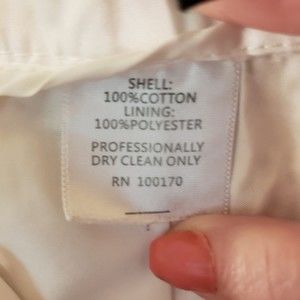 SHELL:
100%COTTON
LINING:
100%POLYESTER
PROFESSIONALLY
DRY CLEAN ONLY
RN 100170